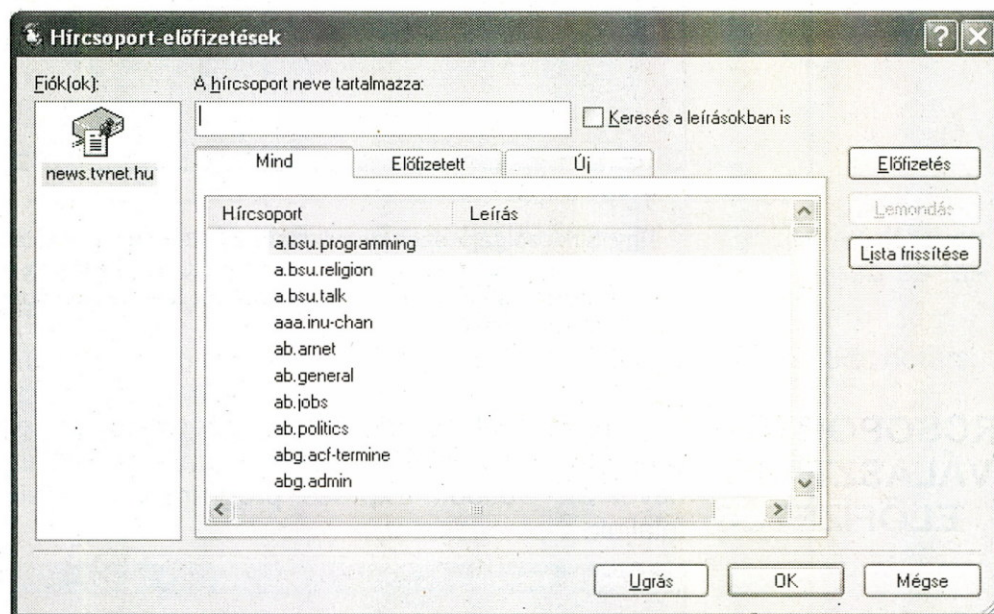 Hírcsoport-előfizetések
Fiók(ok):
news.tvnet.hu
A hírcsoport neve tartalmazza:
Keresés a leírásokban is
Mind Előfizetett Új
Hírcsoport Leírás
a.bsu.programming
a.bsu.religion
a.bsu.talk
aaa.inu-chan
ab.arnet
ab.general
ab.jobs
ab.politics
abg.acf-termine
abg.admin
Előfizetés
Lemondás
Lista frissítése
Ugrás OK Mégse